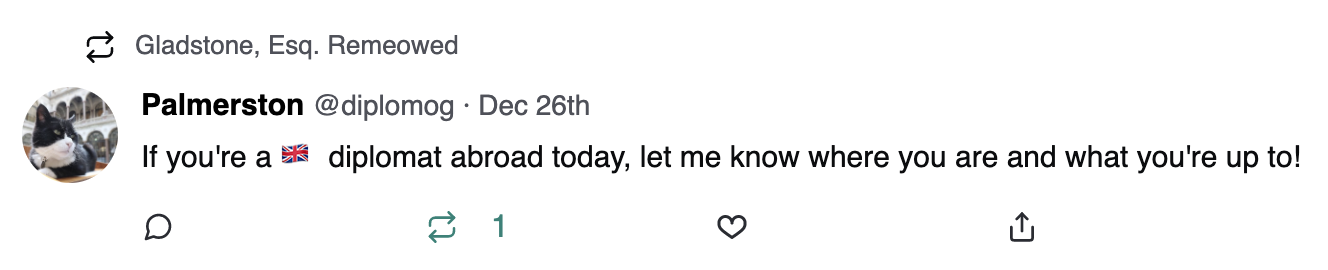 Gladstone, Esq. Remeowed
Palmerston @diplomog · Dec 26th
If you're a 🇬🇧 diplomat abroad today, let me know where you are and what you're up to!
1